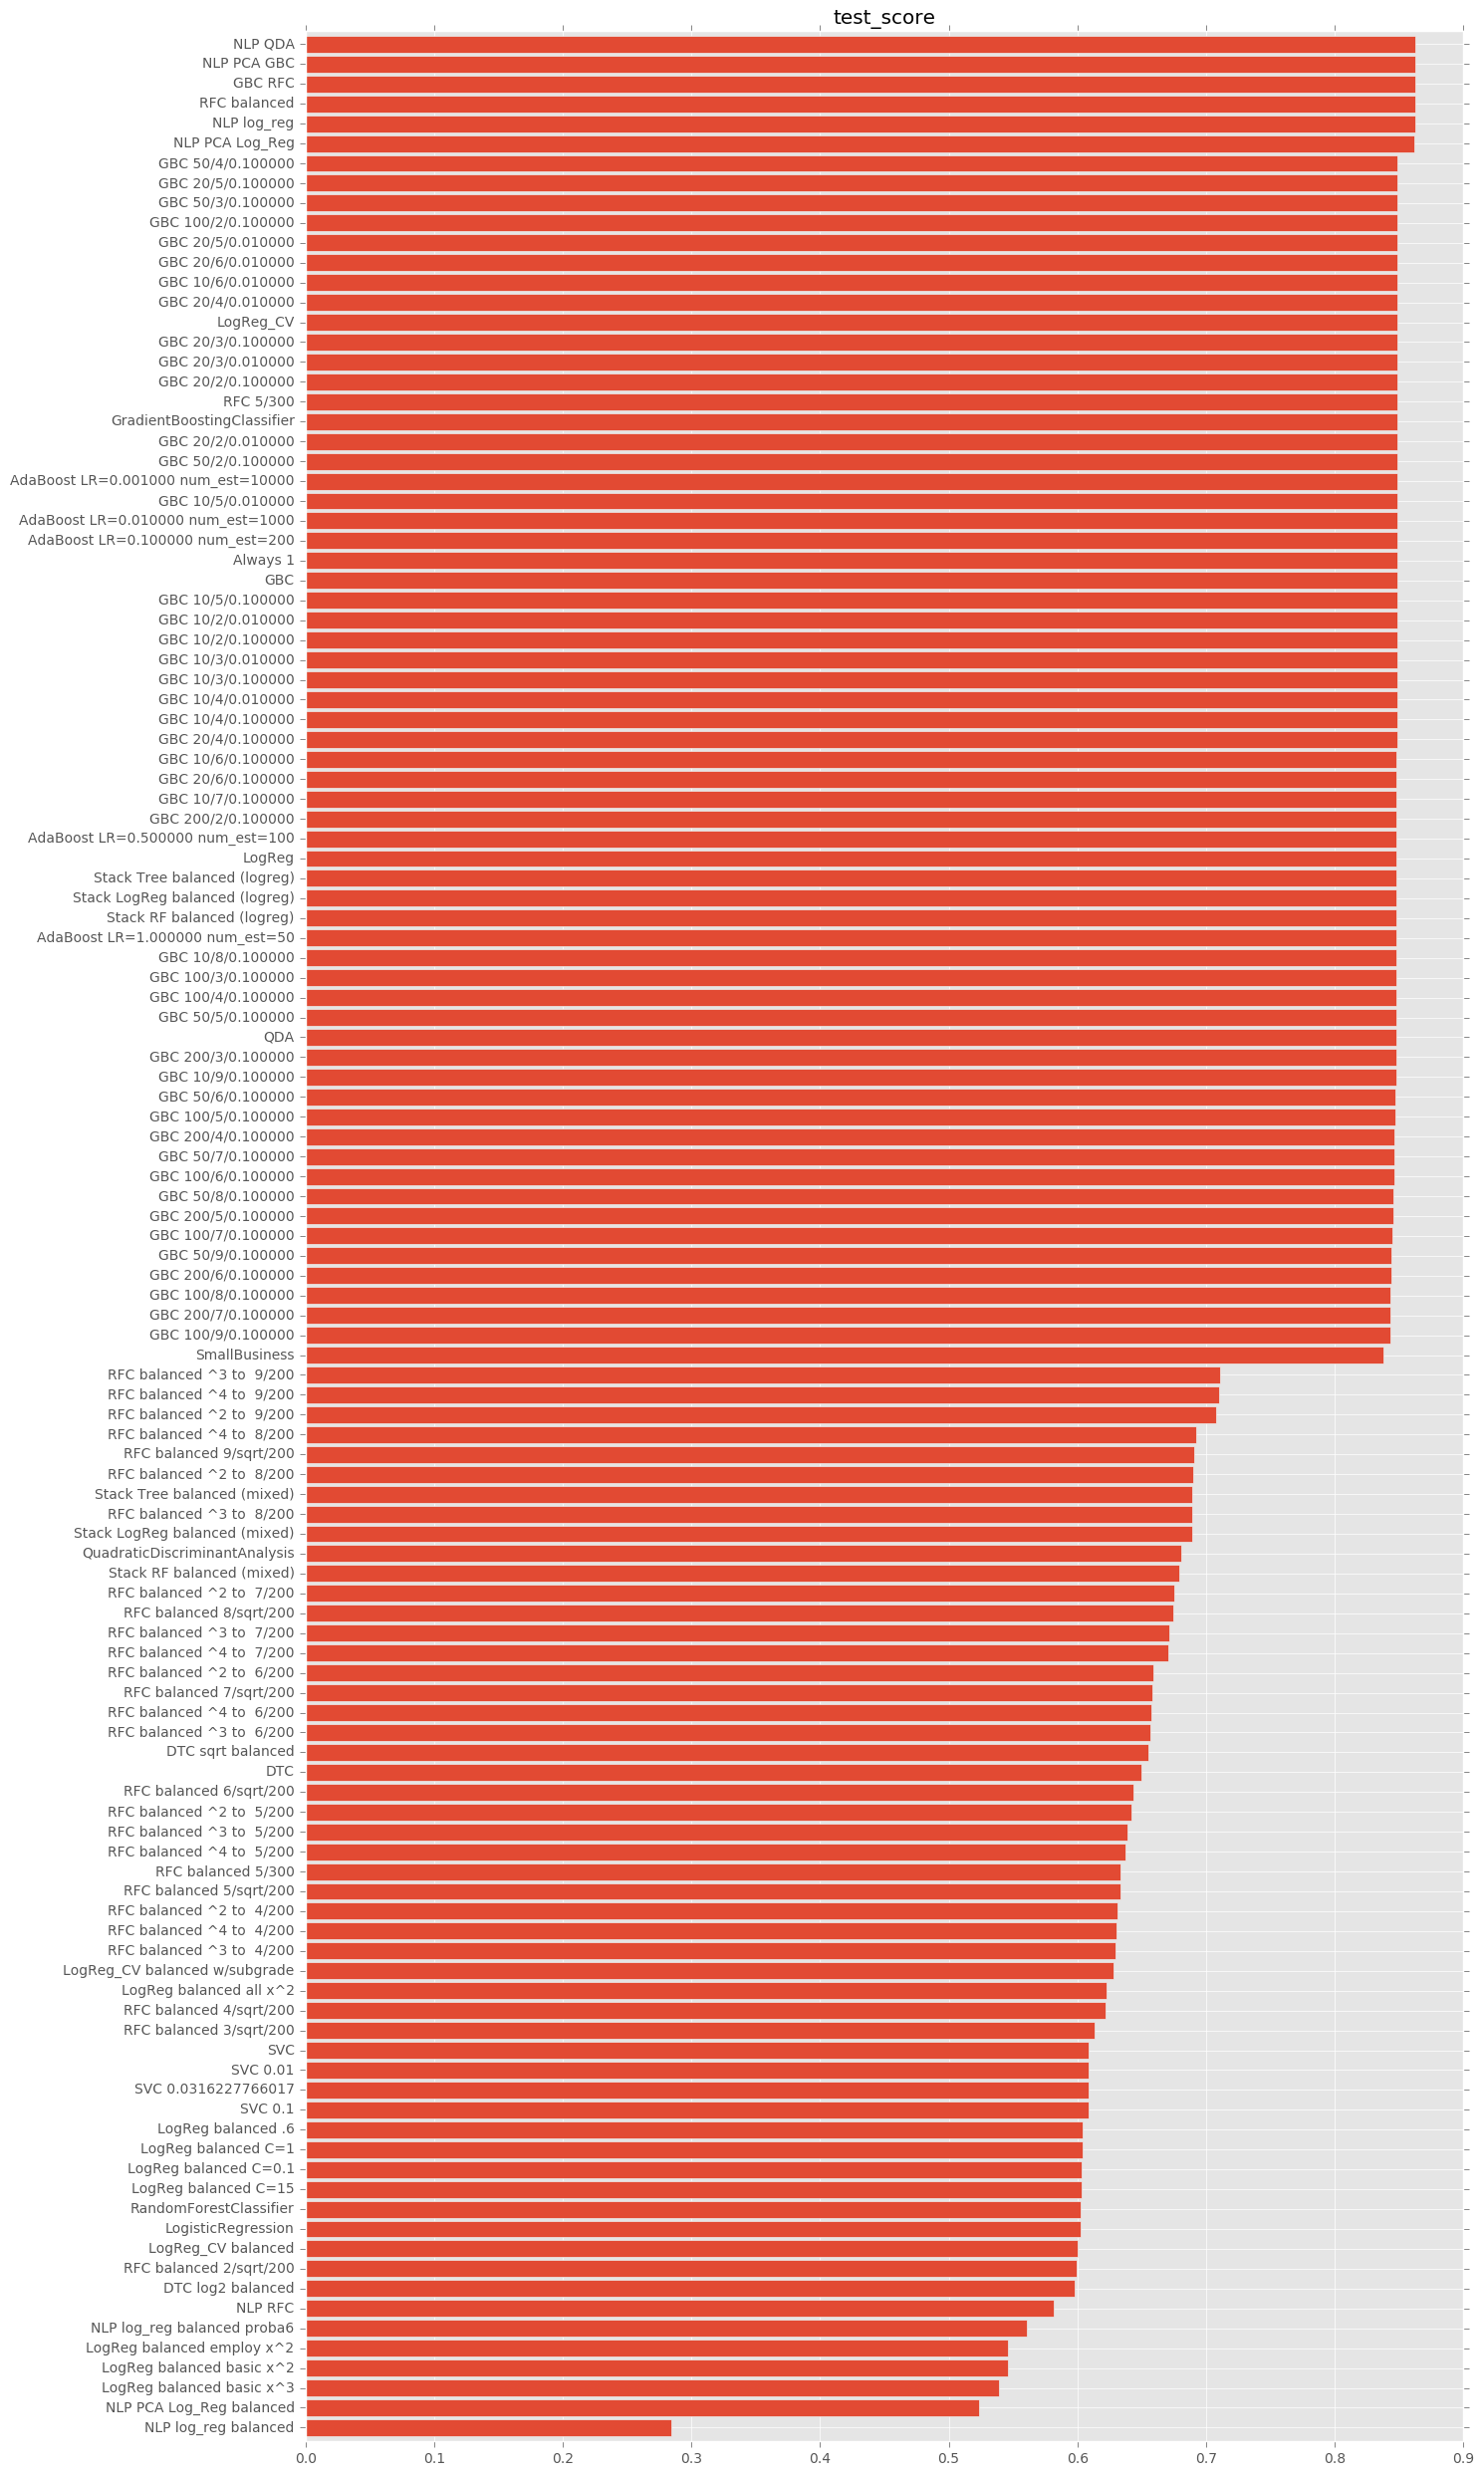 test_score
NLP QDA
NLP PCA GBC
GBC RFC
RFC balanced
NLP log_reg
NLP PCA Log_Reg
GBC 50/4/0.100000
GBC 20/5/0.100000
GBC 50/3/0.100000
GBC 100/2/0.100000
GBC 20/5/0.010000
GBC 20/6/0.010000
GBC 10/6/0.010000
GBC 20/4/0.010000
LogReg_CV
GBC 20/3/0.100000
GBC 20/3/0.010000
GBC 20/2/0.100000
RFC 5/300
GradientBoostingClassifier
GBC 20/2/0.010000
GBC 50/2/0.100000
AdaBoost LR=0.001000 num_est=10000
GBC 10/5/0.010000
AdaBoost LR=0.010000 num_est=1000
AdaBoost LR=0.100000 num_est=200
Always 1
GBC
GBC 10/5/0.100000
GBC 10/2/0.010000
GBC 10/2/0.100000
GBC 10/3/0.010000
GBC 10/3/0.100000
GBC 10/4/0.010000
GBC 10/4/0.100000
GBC 20/4/0.100000
GBC 10/6/0.100000
GBC 20/6/0.100000
GBC 10/7/0.100000
GBC 200/2/0.100000
AdaBoost LR=0.500000 num_est=100
LogReg
Stack Tree balanced (logreg)
Stack LogReg balanced (logreg)
Stack RF balanced (logreg)
AdaBoost LR=1.000000 num_est=50
GBC 10/8/0.100000
GBC 100/3/0.100000
GBC 100/4/0.100000
GBC 50/5/0.100000
QDA
GBC 200/3/0.100000
GBC 10/9/0.100000
GBC 50/6/0.100000
GBC 100/5/0.100000
GBC 200/4/0.100000
GBC 50/7/0.100000
GBC 100/6/0.100000
GBC 50/8/0.100000
GBC 200/5/0.100000
GBC 100/7/0.100000
GBC 50/9/0.100000
GBC 200/6/0.100000
GBC 100/8/0.100000
GBC 200/7/0.100000
GBC 100/9/0.100000
SmallBusiness
RFC balanced ^3 to  9/200
RFC balanced ^4 to  9/200
RFC balanced ^2 to  9/200
RFC balanced ^4 to  8/200
RFC balanced 9/sqrt/200
RFC balanced ^2 to  8/200
Stack Tree balanced (mixed)
RFC balanced ^3 to  8/200
Stack LogReg balanced (mixed)
QuadraticDiscriminantAnalysis
Stack RF balanced (mixed)
RFC balanced ^2 to  7/200
RFC balanced 8/sqrt/200
RFC balanced ^3 to  7/200
RFC balanced ^4 to  7/200
RFC balanced ^2 to  6/200
RFC balanced 7/sqrt/200
RFC balanced ^4 to  6/200
RFC balanced ^3 to  6/200
DTC sqrt balanced
DTC
RFC balanced 6/sqrt/200
RFC balanced ^2 to  5/200
RFC balanced ^3 to  5/200
RFC balanced ^4 to  5/200
RFC balanced 5/300
RFC balanced 5/sqrt/200
RFC balanced ^2 to  4/200
RFC balanced ^4 to  4/200
RFC balanced ^3 to  4/200
LogReg_CV balanced w/subgrade
LogReg balanced all x^2
RFC balanced 4/sqrt/200
RFC balanced 3/sqrt/200
SVC
SVC 0.01
SVC 0.0316227766017
SVC 0.1
LogReg balanced .6
LogReg balanced C=1
LogReg balanced C=0.1
LogReg balanced C=15
RandomForestClassifier
LogisticRegression
LogReg_CV balanced
RFC balanced 2/sqrt/200
DTC log2 balanced
NLP RFC
NLP log_reg balanced proba6
LogReg balanced employ x^2
LogReg balanced basic x^2
LogReg balanced basic x^3
NLP PCA Log_Reg balanced
NLP log_reg balanced
0.0 0.1 0.2 0.3 0.4 0.5 0.6 0.7 0.8 0.9